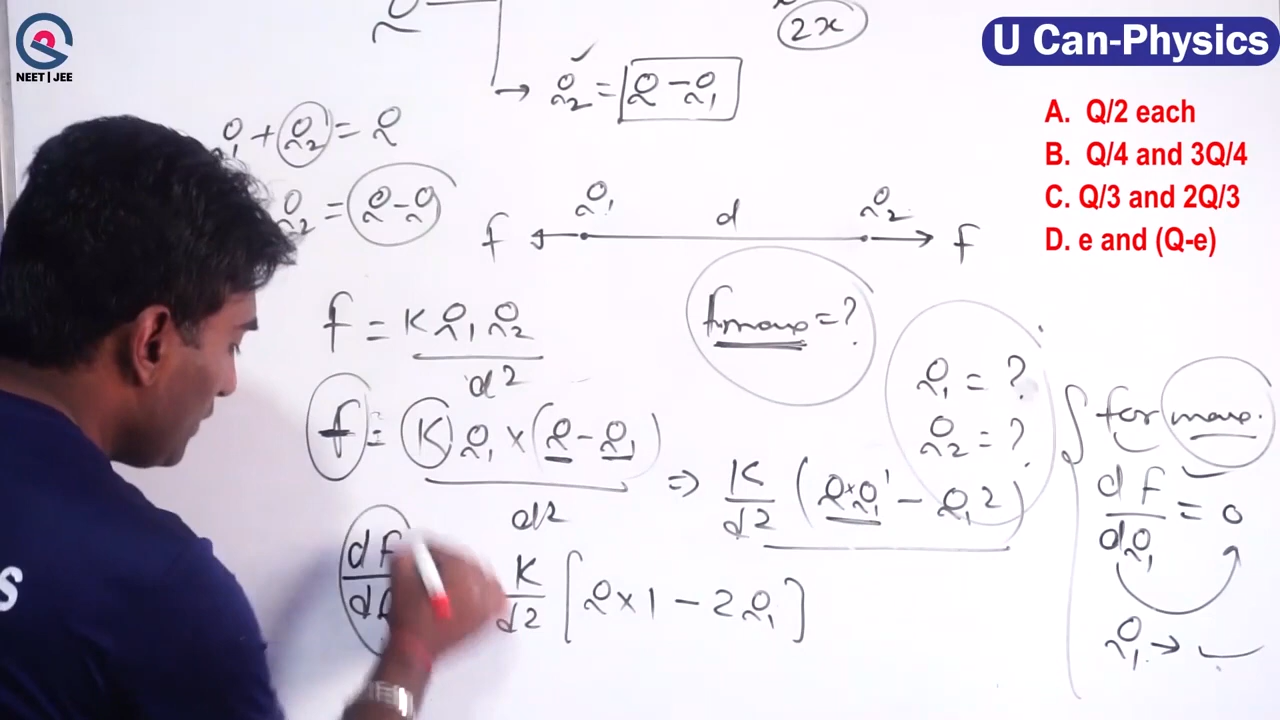 Q
2x
NEET | JEE
U Can-Physics
→ Q₂ = Q - Q₁
Q₁ + Q₂ = Q
Q₂ = Q - Q
A. Q/2 each
B. Q/4 and 3Q/4
C. Q/3 and 2Q/3
D. e and (Q-e)
f ← Q₁ d Q₂ → f
f = K Q₁ Q₂ / d²
fmax = ?
Q₁ = ?
Q₂ = ?
f = K Q₁ × (Q - Q₁) / d² ⇒ K/d² (Q × Q₁¹ - Q₁²)
for max.
df/dQ₁ = 0
Q₁ →
df K/d² [Q × 1 - 2Q₁]
S